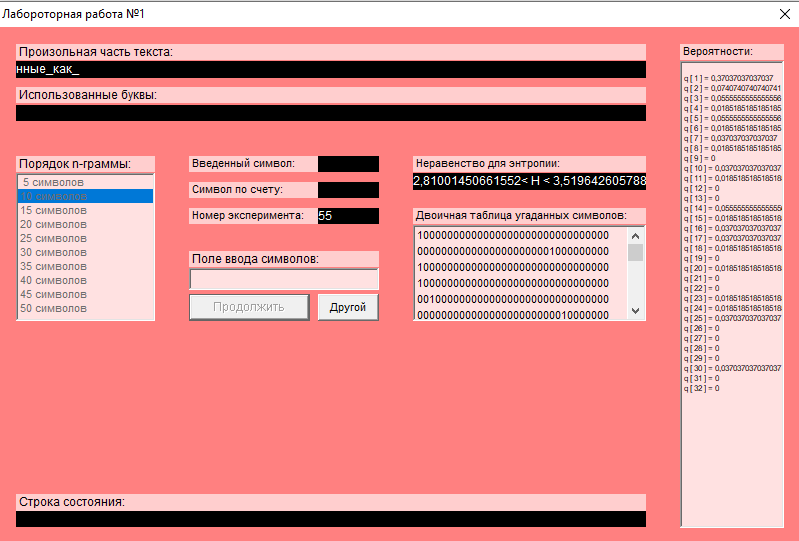 Лабороторная работа №1
Произольная часть текста:
нные_как_
Использованные буквы:
Порядок n-граммы:
5 символов
10 символов
15 символов
20 символов
25 символов
30 символов
35 символов
40 символов
45 символов
50 символов
Введенный символ:
Символ по счету:
Номер эксперимента: 55
Поле ввода символов:
Продолжить Другой
Неравенство для энтропии:
2,81001450661552< H < 3,519642605788
Двоичная таблица угаданных символов:
10000000000000000000000000000000
00000000000000000000001000000000
10000000000000000000000000000000
10000000000000000000000000000000
00100000000000000000000000000000
00000000000000000000000010000000
Строка состояния:
Вероятности:
q [ 1 ] = 0,37037037037037
q [ 2 ] = 0,0740740740740741
q [ 3 ] = 0,0555555555555556
q [ 4 ] = 0,0185185185185185
q [ 5 ] = 0,0555555555555556
q [ 6 ] = 0,0185185185185185
q [ 7 ] = 0,037037037037037
q [ 8 ] = 0,0185185185185185
q [ 9 ] = 0
q [ 10 ] = 0,037037037037037
q [ 11 ] = 0,018518518518518
q [ 12 ] = 0
q [ 13 ] = 0
q [ 14 ] = 0,055555555555555
q [ 15 ] = 0,018518518518518
q [ 16 ] = 0,037037037037037
q [ 17 ] = 0,037037037037037
q [ 18 ] = 0,018518518518518
q [ 19 ] = 0
q [ 20 ] = 0,018518518518518
q [ 21 ] = 0
q [ 22 ] = 0
q [ 23 ] = 0,018518518518518
q [ 24 ] = 0,018518518518518
q [ 25 ] = 0,037037037037037
q [ 26 ] = 0
q [ 27 ] = 0
q [ 28 ] = 0
q [ 29 ] = 0
q [ 30 ] = 0,037037037037037
q [ 31 ] = 0
q [ 32 ] = 0